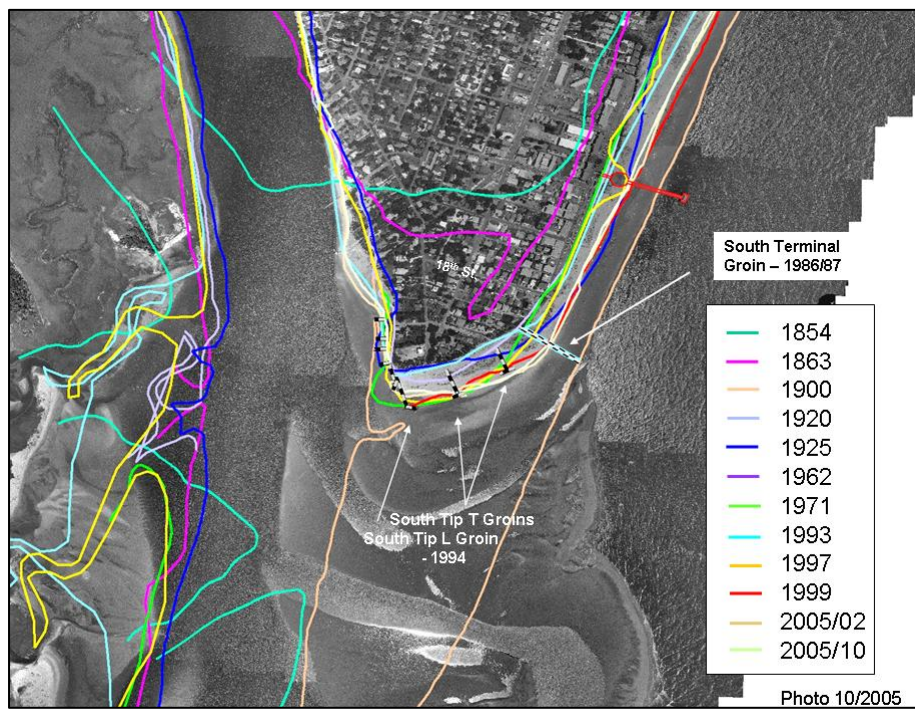 18th St
South Terminal
Groin – 1986/87
South Tip T Groins
South Tip L Groin
- 1994
1854
1863
1900
1920
1925
1962
1971
1993
1997
1999
2005/02
2005/10
Photo 10/2005